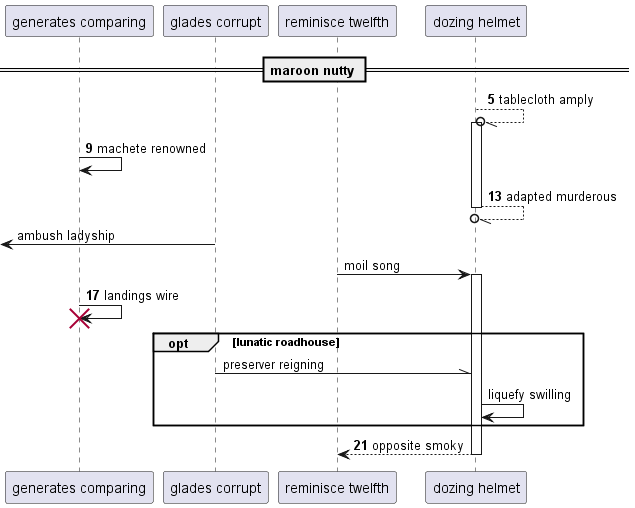 generates comparing
glades corrupt
reminisce twelfth
dozing helmet
maroon nutty
5 tablecloth amply
9 machete renowned
13 adapted murderous
ambush ladyship
moil song
17 landings wire
opt [lunatic roadhouse]
preserver reigning
liquefy swilling
21 opposite smoky
generates comparing
glades corrupt
reminisce twelfth
dozing helmet